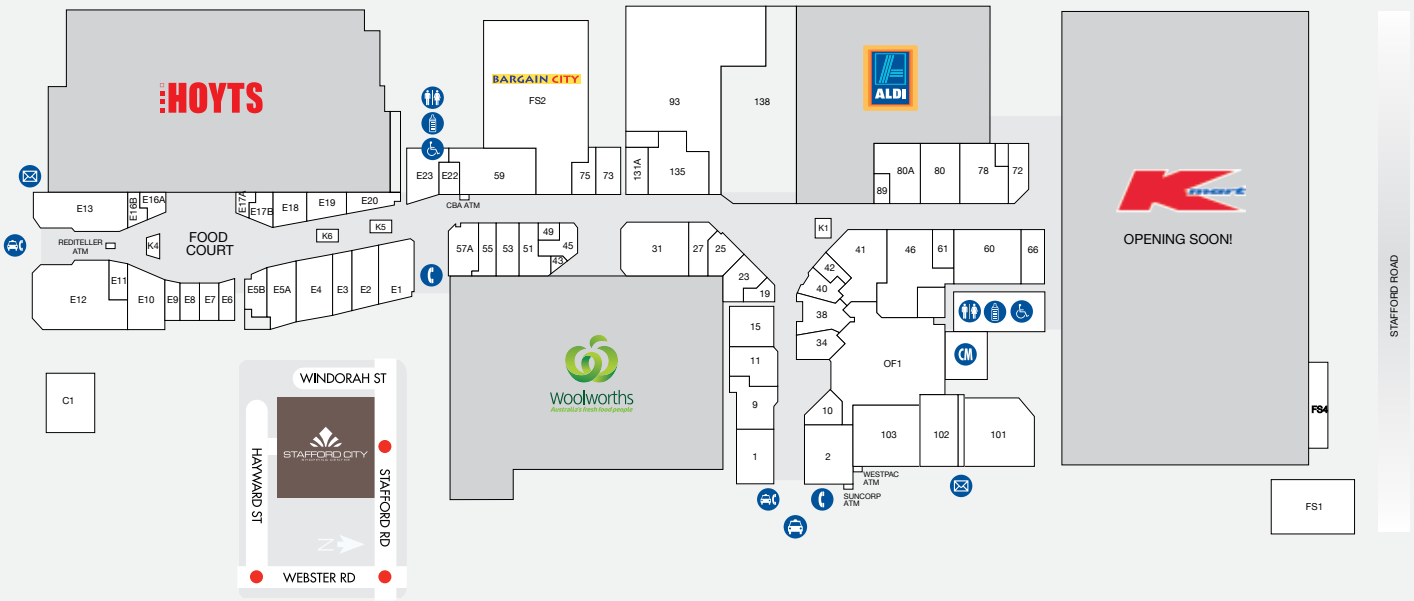 HOYTS
BARGAIN CITY
FS2
93
138
ALDI
Kmart
OPENING SOON!
STAFFORD ROAD
E23
E22
59
75
73
131A
135
89
80A
80
78
72
CBA ATM
E13
E16B
E16A
E17A
E17B
E18
E19
E20
REDITELLER
ATM
K4
FOOD
COURT
K6
K5
57A
55
53
51
49
45
43
31
27
25
23
19
K1
41
42
40
38
34
46
61
60
66
E12
E11
E10
E9
E8
E7
E6
E5B
E5A
E4
E3
E2
E1
15
11
9
1
OF1
CM
10
2
103
102
101
WESTPAC
ATM
SUNCORP
ATM
Woolworths
Australia's fresh food people
C1
FS4
FS1
WINDORAH ST
HAYWARD ST
STAFFORD CITY
SHOPPING CENTRE
STAFFORD RD
N
WEBSTER RD